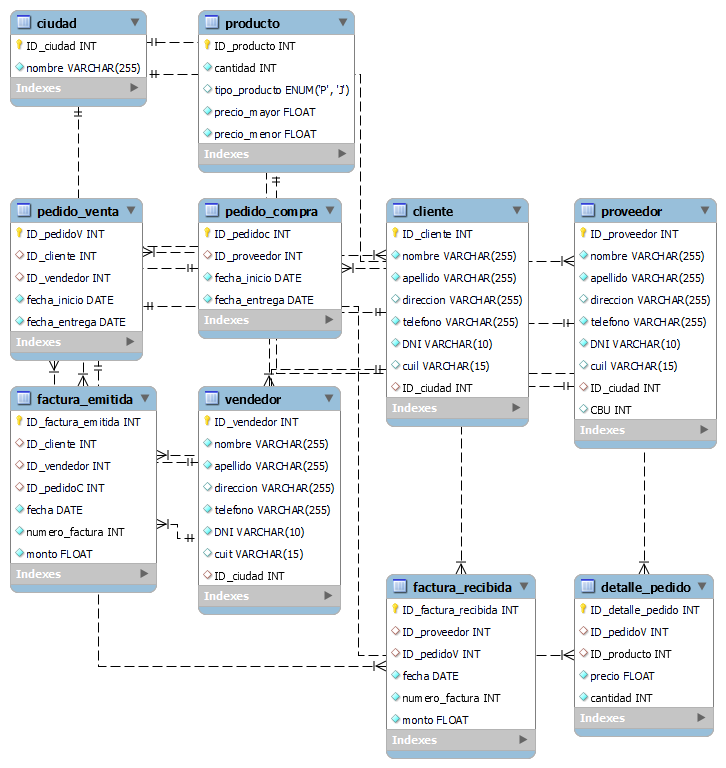 ciudad
ID_ciudad INT
nombre VARCHAR(255)
Indexes
producto
ID_producto INT
cantidad INT
tipo_producto ENUM('P', 'J')
precio_mayor FLOAT
precio_menor FLOAT
Indexes
pedido_venta
ID_pedidoV INT
ID_cliente INT
ID_vendedor INT
fecha_inicio DATE
fecha_entrega DATE
Indexes
pedido_compra
ID_pedidoc INT
ID_proveedor INT
fecha_inicio DATE
fecha_entrega DATE
Indexes
cliente
ID_cliente INT
nombre VARCHAR(255)
apellido VARCHAR(255)
direccion VARCHAR(255)
telefono VARCHAR(255)
DNI VARCHAR(10)
cuil VARCHAR(15)
ID_ciudad INT
Indexes
proveedor
ID_proveedor INT
nombre VARCHAR(255)
apellido VARCHAR(255)
direccion VARCHAR(255)
telefono VARCHAR(255)
DNI VARCHAR(10)
cuil VARCHAR(15)
ID_ciudad INT
CBU INT
Indexes
factura_emitida
ID_factura_emitida INT
ID_cliente INT
ID_vendedor INT
ID_pedidoC INT
fecha DATE
numero_factura INT
monto FLOAT
Indexes
vendedor
ID_vendedor INT
nombre VARCHAR(255)
apellido VARCHAR(255)
direccion VARCHAR(255)
telefono VARCHAR(255)
DNI VARCHAR(10)
cuit VARCHAR(15)
ID_ciudad INT
Indexes
factura_recibida
ID_factura_recibida INT
ID_proveedor INT
ID_pedidoV INT
fecha DATE
numero_factura INT
monto FLOAT
Indexes
detalle_pedido
ID_detalle_pedido INT
ID_pedidoV INT
ID_producto INT
precio FLOAT
cantidad INT
Indexes